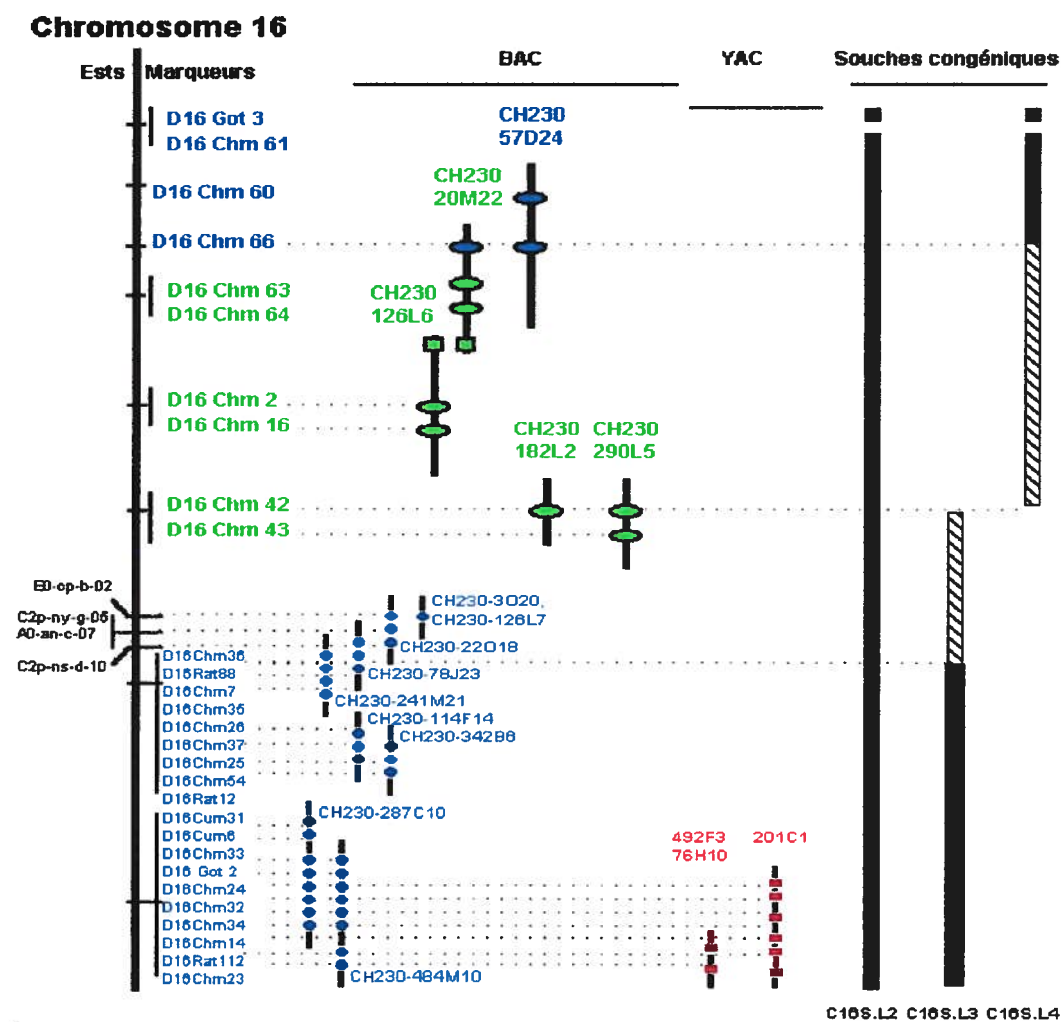 Chromosome 16
Ests
Marqueurs
BAC
YAC
Souches congéniques
D16 Got 3
D16 Chm 61
CH230
57D24
D16 Chm 60
CH230
20M22
D16 Chm 66
D16 Chm 63
D16 Chm 64
CH230
126L6
D16 Chm 2
D16 Chm 16
CH230
182L2
CH230
290L5
D16 Chm 42
D16 Chm 43
E0-cp-b-02
C2p-ny-g-05
A0-an-c-07
C2p-ns-d-10
CH230-3O20,
CH230-126L7
CH230-22O18
D16Chm36
D16Rat88
CH230-78J23
D16Chm7
CH230-241M21
D16Chm35
CH230-114F14
D16Chm26
CH230-342B6
D16Chm37
D16Chm25
D16Chm54
D16Rat12
CH230-287C10
D16Cum31
D16Cum6
492F3
76H10
201C1
D16Chm33
D16 Got 2
D16Chm24
D16Chm32
D16Chm34
D16Chm14
D16Rat112
D16Chm23
CH230-484M10
C16S.L2 C16S.L3 C16S.L4